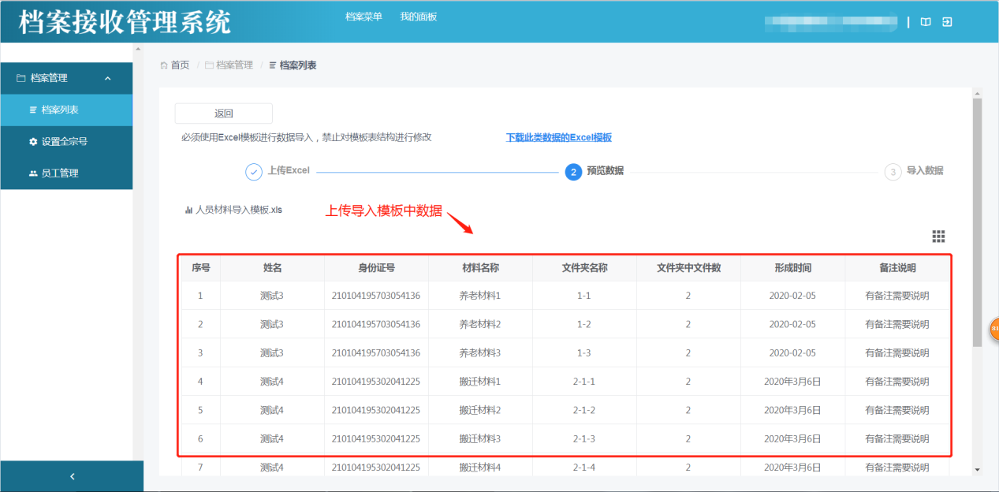 档案接收管理系统 档案菜单 我的面板
首页 / 档案管理 / 档案列表
档案管理
档案列表
设置全宗号
员工管理
返回
必须使用Excel模板进行数据导入，禁止对模板表结构进行修改 下载此类数据的Excel模板
上传Excel 2 预览数据 3 导入数据
人员材料导入模板.xls 上传导入模板中数据
序号 姓名 身份证号 材料名称 文件夹名称 文件夹中文件数 形成时间 备注说明
1 测试3 210104195703054136 养老材料1 1-1 2 2020-02-05 有备注需要说明
2 测试3 210104195703054136 养老材料2 1-2 2 2020-02-05 有备注需要说明
3 测试3 210104195703054136 养老材料3 1-3 2 2020-02-05 有备注需要说明
4 测试4 210104195302041225 搬迁材料1 2-1-1 2 2020年3月6日 有备注需要说明
5 测试4 210104195302041225 搬迁材料2 2-1-2 2 2020年3月6日 有备注需要说明
6 测试4 210104195302041225 搬迁材料3 2-1-3 2 2020年3月6日 有备注需要说明
7 测试4 210104195302041225 搬迁材料4 2-1-4 2 2020年3月6日 有备注需要说明